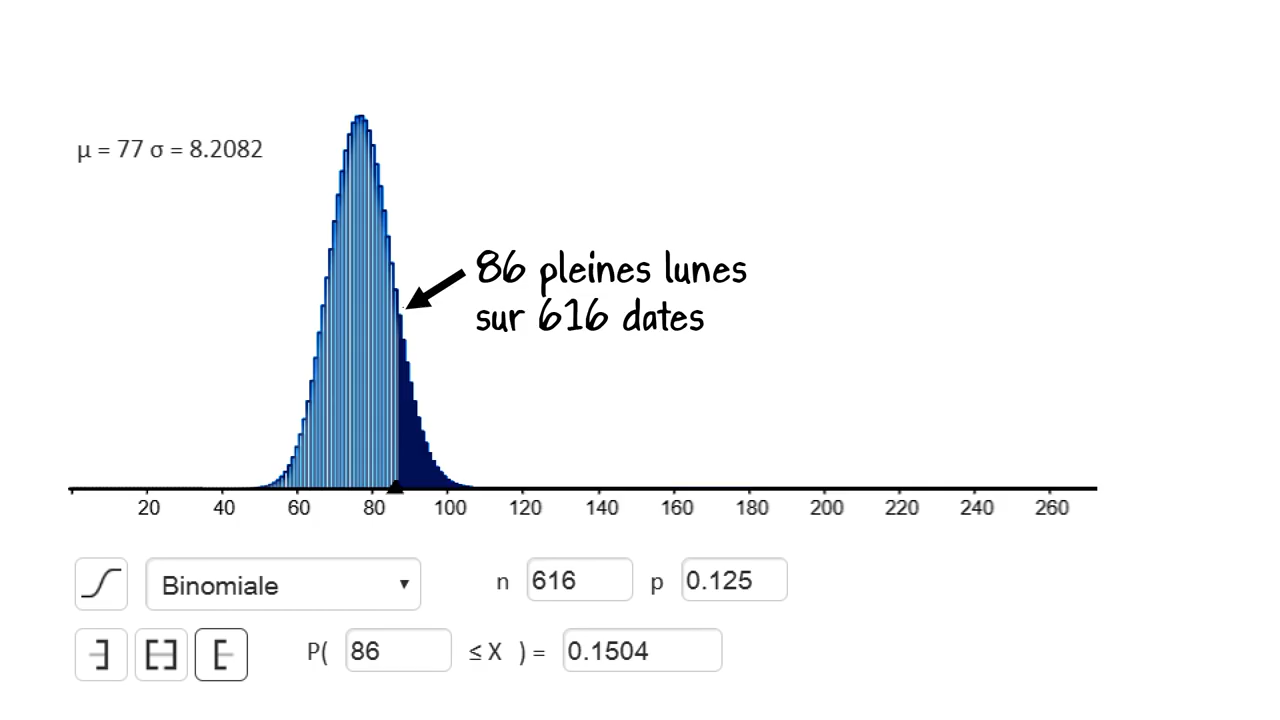 μ = 77 σ = 8.2082
86 pleines lunes
sur 616 dates
20 40 60 80 100 120 140 160 180 200 220 240 260
Binomiale n 616 p 0.125
P( 86 ≤ X ) = 0.1504